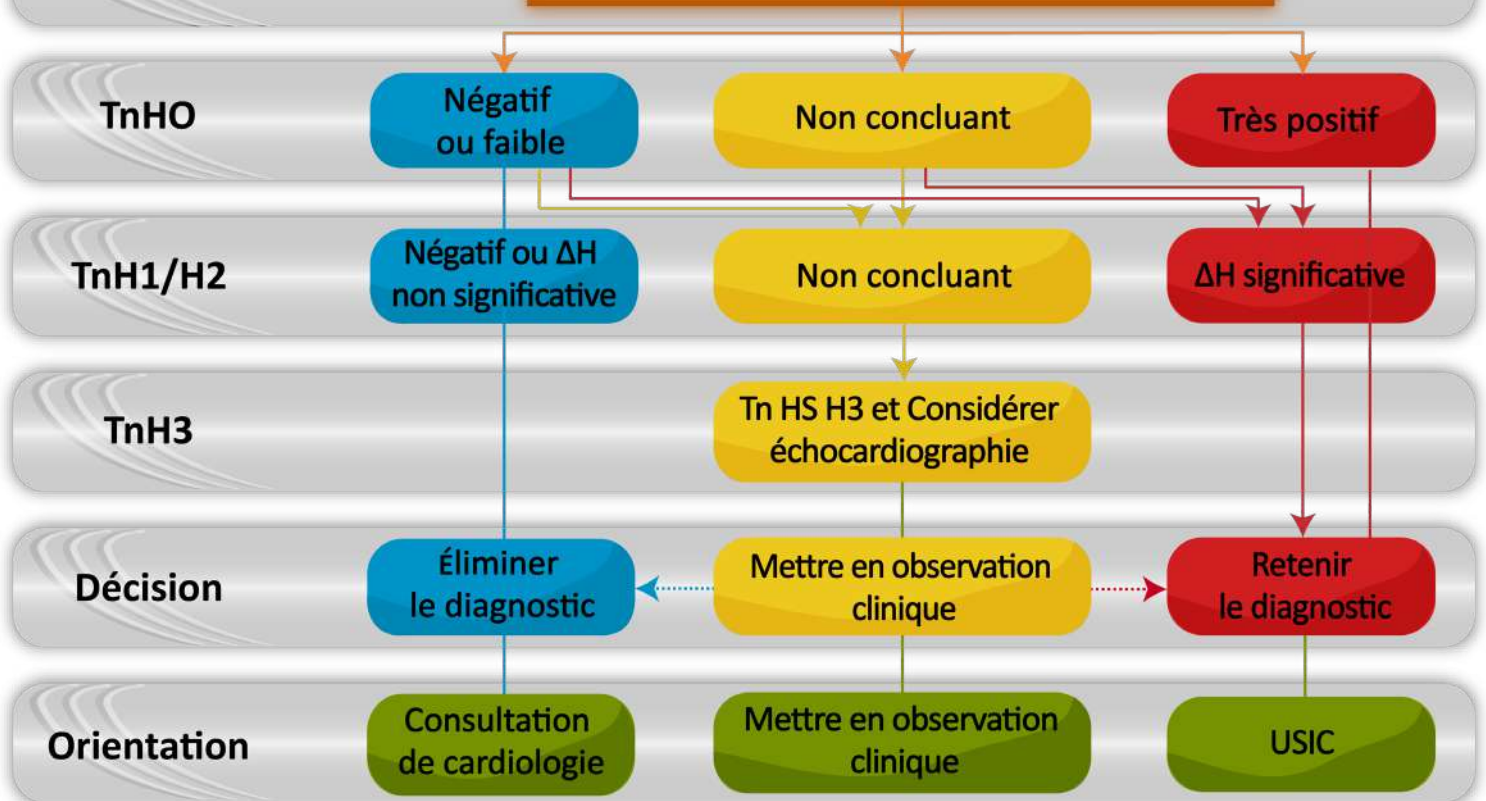 TnHO
Négatif
ou faible
Non concluant
Très positif
TnH1/H2
Négatif ou ΔH
non significative
Non concluant
ΔH significative
TnH3
Tn HS H3 et Considérer
échocardiographie
Décision
Éliminer
le diagnostic
Mettre en observation
clinique
Retenir
le diagnostic
Orientation
Consultation
de cardiologie
Mettre en observation
clinique
USIC